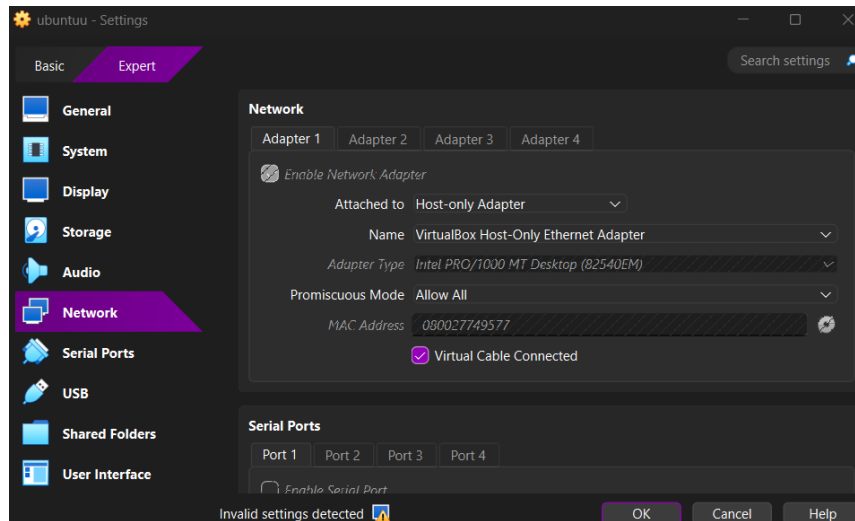 ubuntuu - Settings
Basic
Expert
Search settings
General
System
Display
Storage
Audio
Network
Serial Ports
USB
Shared Folders
User Interface
Network
Adapter 1 Adapter 2 Adapter 3 Adapter 4
Enable Network Adapter
Attached to Host-only Adapter
Name VirtualBox Host-Only Ethernet Adapter
Adapter Type Intel PRO/1000 MT Desktop (82540EM)
Promiscuous Mode Allow All
MAC Address 080027749577
Virtual Cable Connected
Serial Ports
Port 1 Port 2 Port 3 Port 4
Enable Serial Port
Invalid settings detected
OK Cancel Help